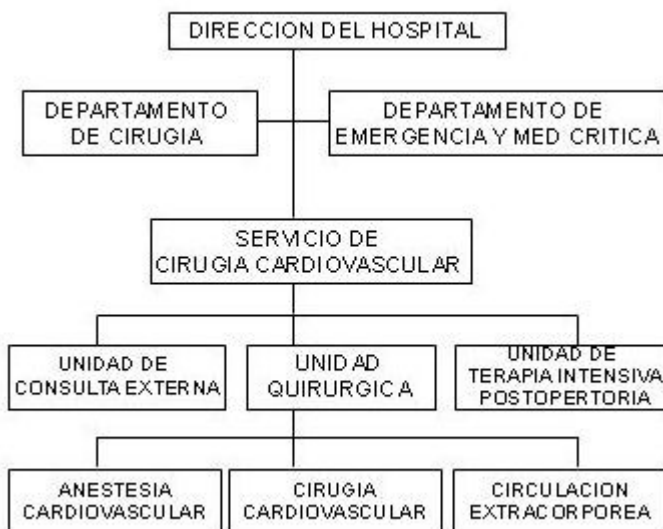 DIRECCION DEL HOSPITAL
DEPARTAMENTO
DE CIRUGIA
DEPARTAMENTO DE
EMERGENCIA Y MED CRITICA
SERVICIO DE
CIRUGIA CARDIOVASCULAR
UNIDAD DE
CONSULTA EXTERNA
UNIDAD
QUIRURGICA
UNIDAD DE
TERAPIA INTENSIVA
POSTOPERTORIA
ANESTESIA
CARDIOVASCULAR
CIRUGIA
CARDIOVASCULAR
CIRCULACION
EXTRACORPOREA